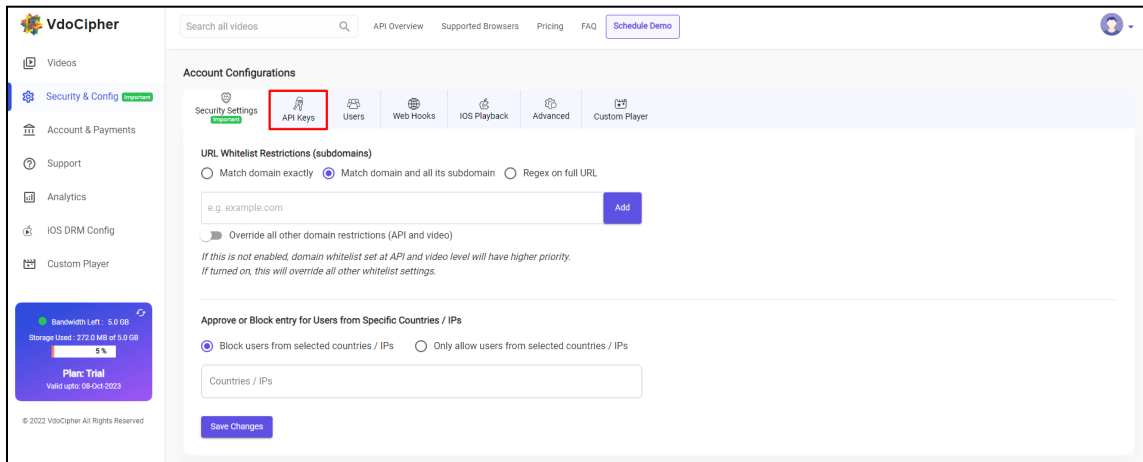 VdoCipher
Search all videos
API Overview
Supported Browsers
Pricing
FAQ
Schedule Demo
Videos
Security & Config Important
Account & Payments
Support
Analytics
iOS DRM Config
Custom Player
Bandwidth Left : 5.0 GB
Storage Used : 272.0 MB of 5.0 GB
5 %
Plan: Trial
Valid upto: 08-Oct-2023
© 2022 VdoCipher All Rights Reserved
Account Configurations
Security Settings
Important
API Keys
Users
Web Hooks
IOS Playback
Advanced
Custom Player
URL Whitelist Restrictions (subdomains)
Match domain exactly
Match domain and all its subdomain
Regex on full URL
e.g. example.com
Add
Override all other domain restrictions (API and video)
If this is not enabled, domain whitelist set at API and video level will have higher priority.
If turned on, this will override all other whitelist settings.
Approve or Block entry for Users from Specific Countries / IPs
Block users from selected countries / IPs
Only allow users from selected countries / IPs
Countries / IPs
Save Changes